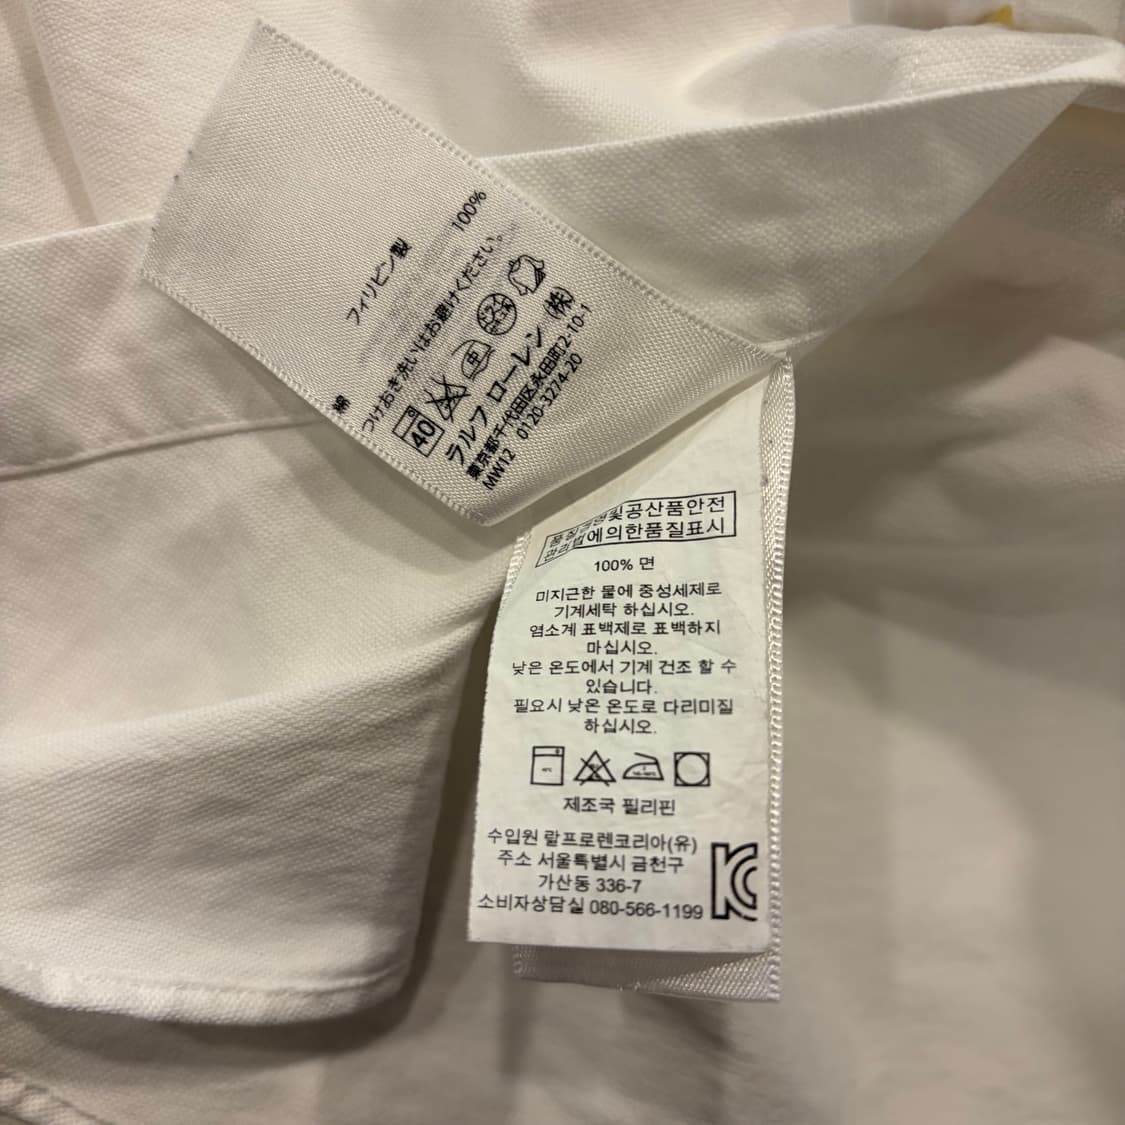 フィリピン製
綿 100%
つけおき洗いはお避けください。
40
ラルフ ローレン (株)
東京都千代田区永田町2-10-1
MW12 0120-3274-20
품질경영및공산품안전
관리법에의한품질표시
100% 면
미지근한 물에 중성세제로
기계세탁 하십시오.
염소계 표백제로 표백하지
마십시오.
낮은 온도에서 기계 건조 할 수
있습니다.
필요시 낮은 온도로 다리미질
하십시오.
제조국 필리핀
수입원 랄프로렌코리아(유)
주소 서울특별시 금천구
가산동 336-7
소비자상담실 080-566-1199